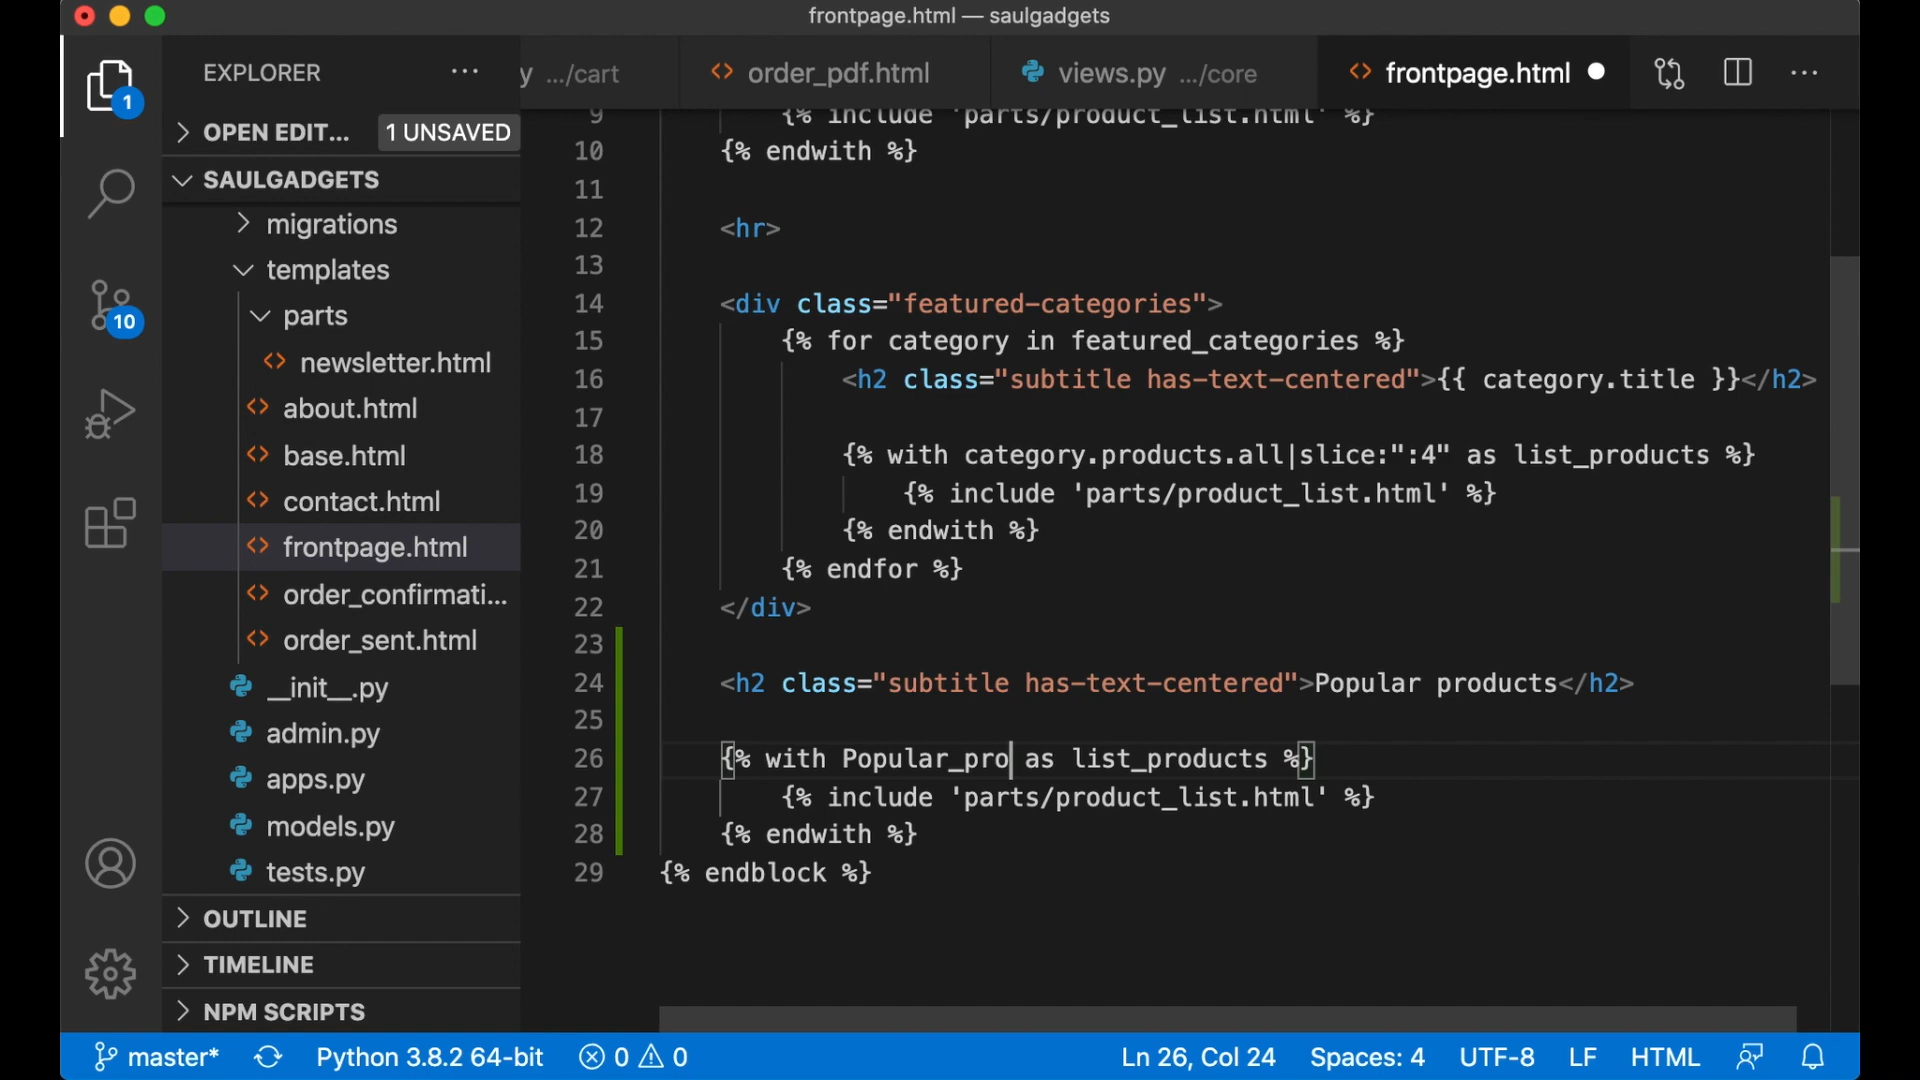 frontpage.html — saulgadgets
EXPLORER
y .../cart
order_pdf.html
views.py .../core
frontpage.html
OPEN EDIT...
1 UNSAVED
SAULGADGETS
migrations
templates
parts
newsletter.html
about.html
base.html
contact.html
frontpage.html
order_confirmati...
order_sent.html
__init__.py
admin.py
apps.py
models.py
tests.py
OUTLINE
TIMELINE
NPM SCRIPTS
1
10
9 {% include 'parts/product_list.html' %}
10 {% endwith %}
11
12 <hr>
13
14 <div class="featured-categories">
15 {% for category in featured_categories %}
16 <h2 class="subtitle has-text-centered">{{ category.title }}</h2>
17
18 {% with category.products.all|slice:":4" as list_products %}
19 {% include 'parts/product_list.html' %}
20 {% endwith %}
21 {% endfor %}
22 </div>
23
24 <h2 class="subtitle has-text-centered">Popular products</h2>
25
26 {% with Popular_pro as list_products %}
27 {% include 'parts/product_list.html' %}
28 {% endwith %}
29 {% endblock %}
master*
Python 3.8.2 64-bit
0
0
Ln 26, Col 24
Spaces: 4
UTF-8
LF
HTML